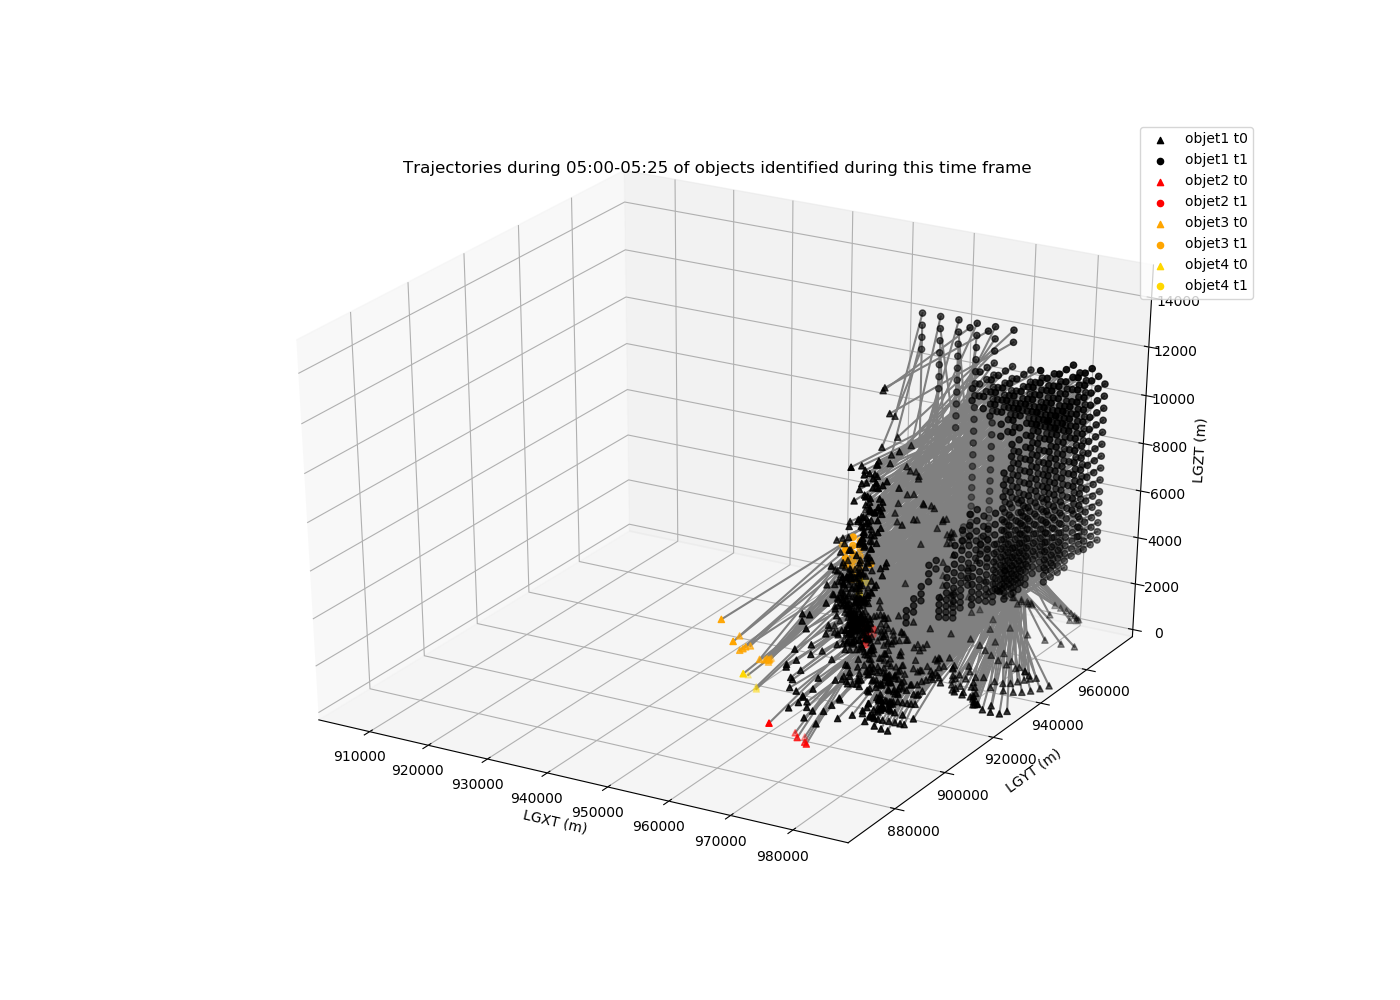 Trajectories during 05:00-05:25 of objects identified during this time frame
objet1 t0
objet1 t1
objet2 t0
objet2 t1
objet3 t0
objet3 t1
objet4 t0
objet4 t1
14000
12000
10000
8000
6000
4000
2000
0
LGZT (m)
960000
940000
920000
900000
880000
LGYT (m)
910000
920000
930000
940000
950000
960000
970000
980000
LGXT (m)